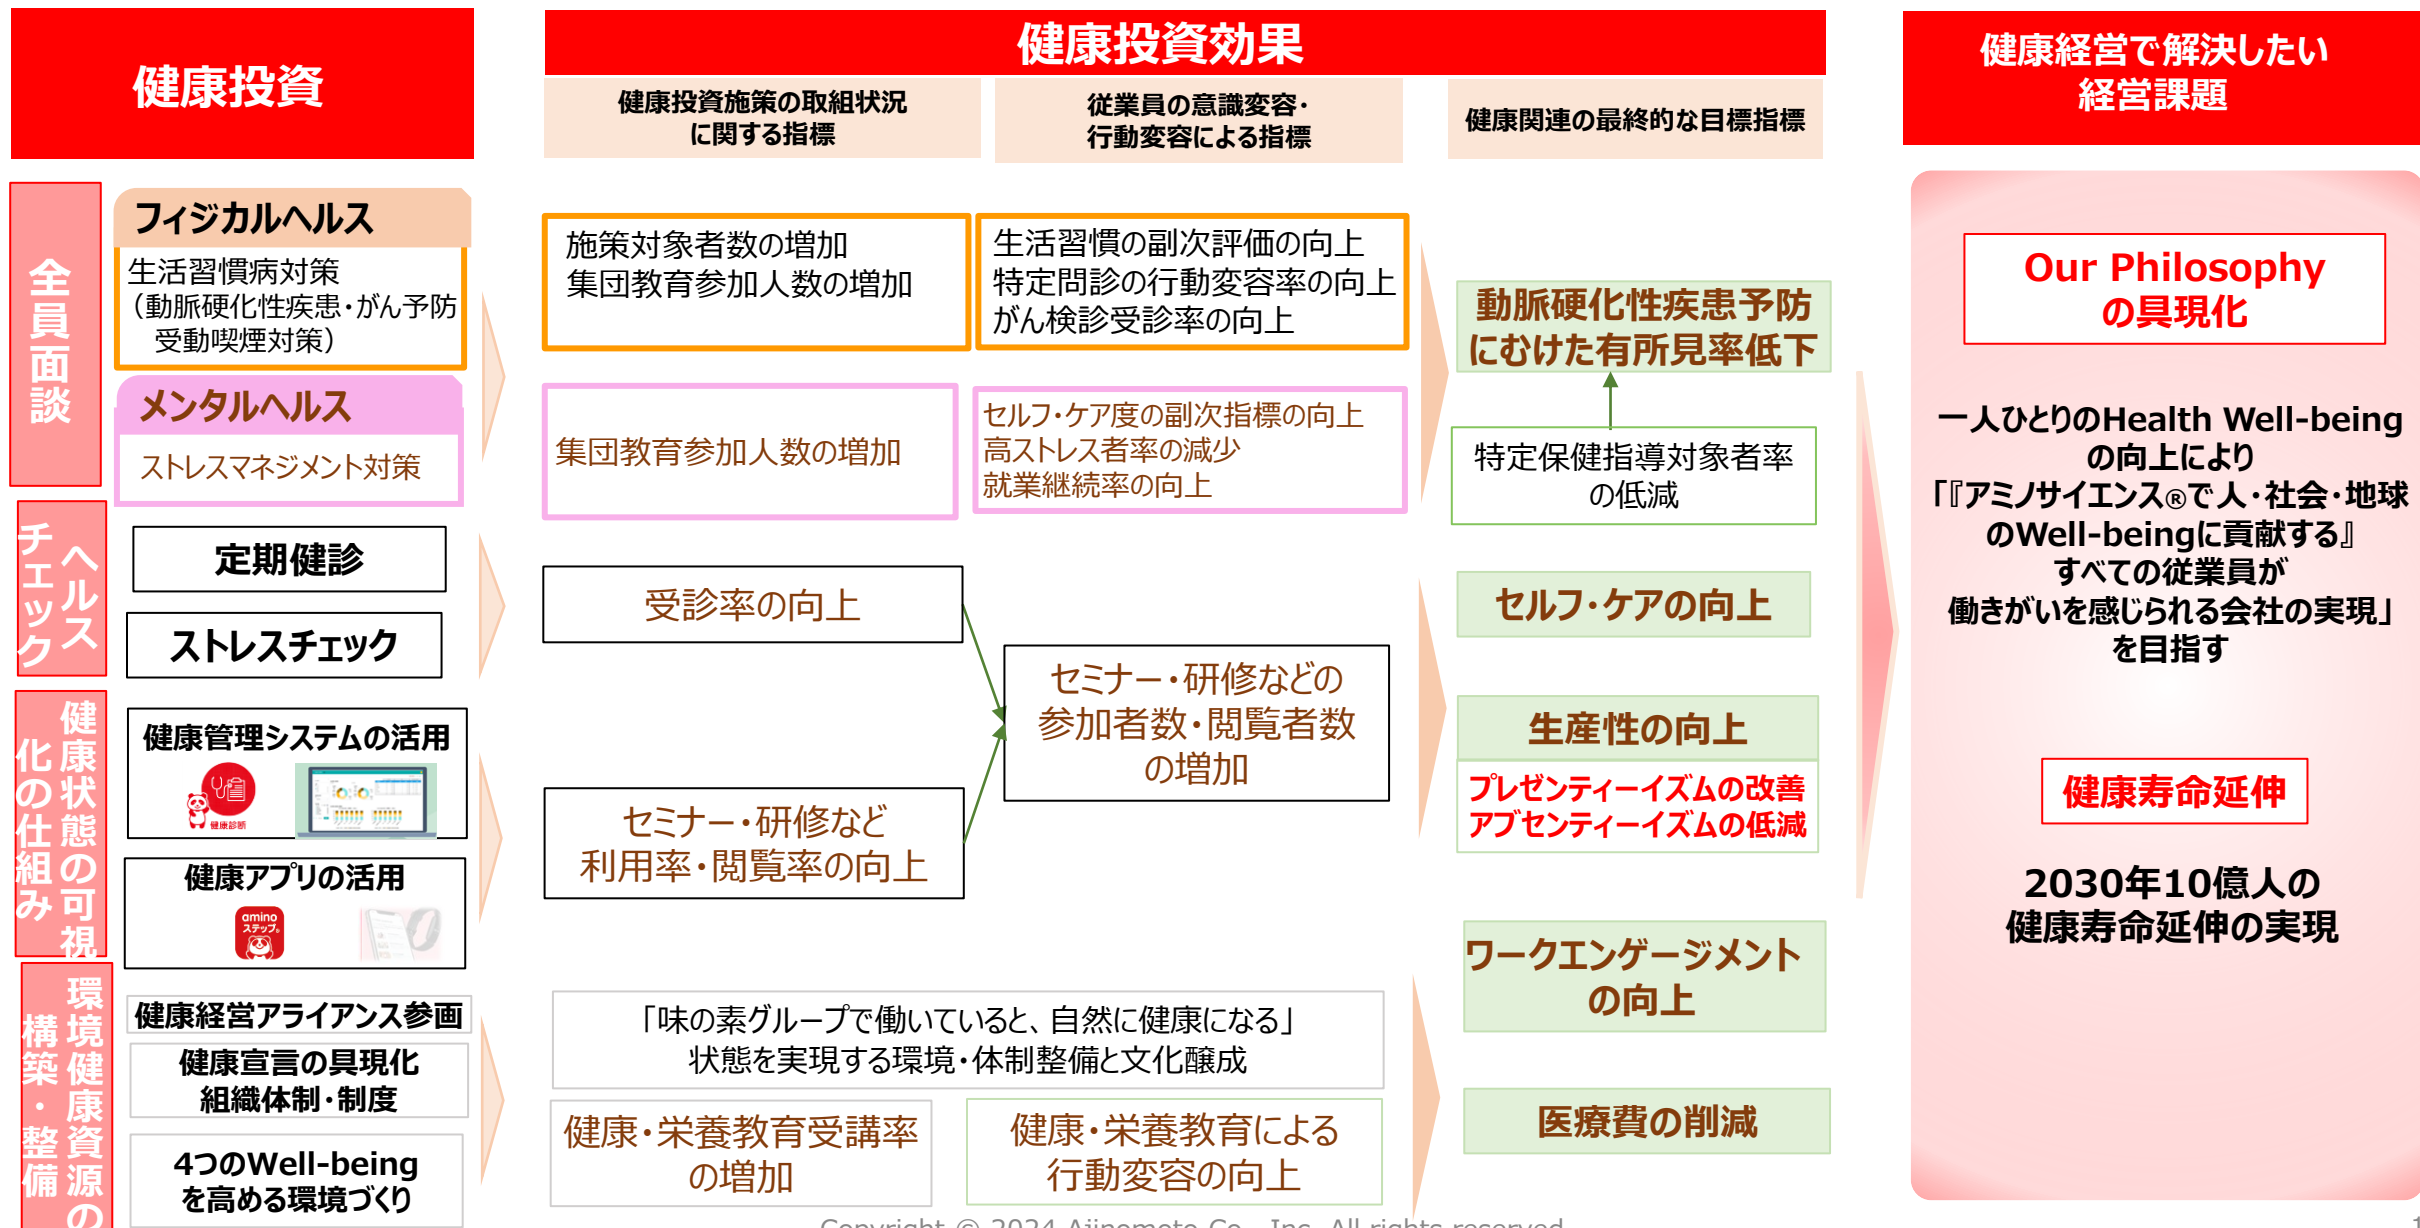 健康投資
健康投資効果
健康投資施策の取組状況
に関する指標
従業員の意識変容・
行動変容による指標
健康関連の最終的な目標指標
健康経営で解決したい
経営課題
全員面談
フィジカルヘルス
生活習慣病対策
（動脈硬化性疾患・がん予防
受動喫煙対策）
メンタルヘルス
ストレスマネジメント対策
施策対象者数の増加
集団教育参加人数の増加
生活習慣の副次評価の向上
特定問診の行動変容率の向上
がん検診受診率の向上
集団教育参加人数の増加
セルフ・ケア度の副次指標の向上
高ストレス者率の減少
就業継続率の向上
動脈硬化性疾患予防
にむけた有所見率低下
特定保健指導対象者率
の低減
ヘルス
チェック
定期健診
ストレスチェック
受診率の向上
セルフ・ケアの向上
健康状態の可視
化の仕組み
健康管理システムの活用
健康診断
健康アプリの活用
amino
ステップ®
セミナー・研修など
利用率・閲覧率の向上
セミナー・研修などの
参加者数・閲覧者数
の増加
生産性の向上
プレゼンティーイズムの改善
アブセンティーイズムの低減
ワークエンゲージメント
の向上
環境健康資源の
構築・整備
健康経営アライアンス参画
健康宣言の具現化
組織体制・制度
4つのWell-being
を高める環境づくり
「味の素グループで働いていると、自然に健康になる」
状態を実現する環境・体制整備と文化醸成
健康・栄養教育受講率
の増加
健康・栄養教育による
行動変容の向上
医療費の削減
Our Philosophy
の具現化
一人ひとりのHealth Well-being
の向上により
「『アミノサイエンス®で人・社会・地球
のWell-beingに貢献する』
すべての従業員が
働きがいを感じられる会社の実現」
を目指す
健康寿命延伸
2030年10億人の
健康寿命延伸の実現
Copyright © 2024 Ajinomoto Co., Inc. All rights reserved